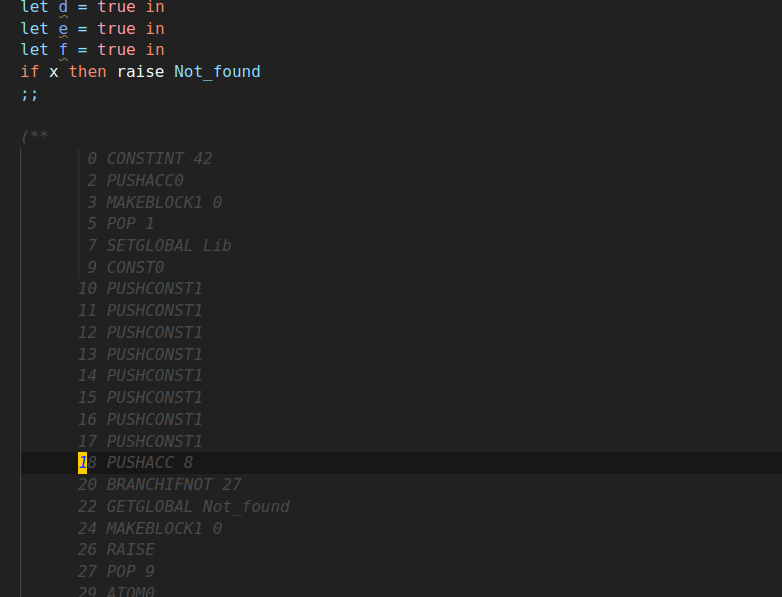 let d = true in
let e = true in
let f = true in
if x then raise Not_found
;;
(**
0 CONSTINT 42
2 PUSHACC0
3 MAKEBLOCK1 0
5 POP 1
7 SETGLOBAL Lib
9 CONST0
10 PUSHCONST1
11 PUSHCONST1
12 PUSHCONST1
13 PUSHCONST1
14 PUSHCONST1
15 PUSHCONST1
16 PUSHCONST1
17 PUSHCONST1
18 PUSHACC 8
20 BRANCHIFNOT 27
22 GETGLOBAL Not_found
24 MAKEBLOCK1 0
26 RAISE
27 POP 9
29 ATOM0